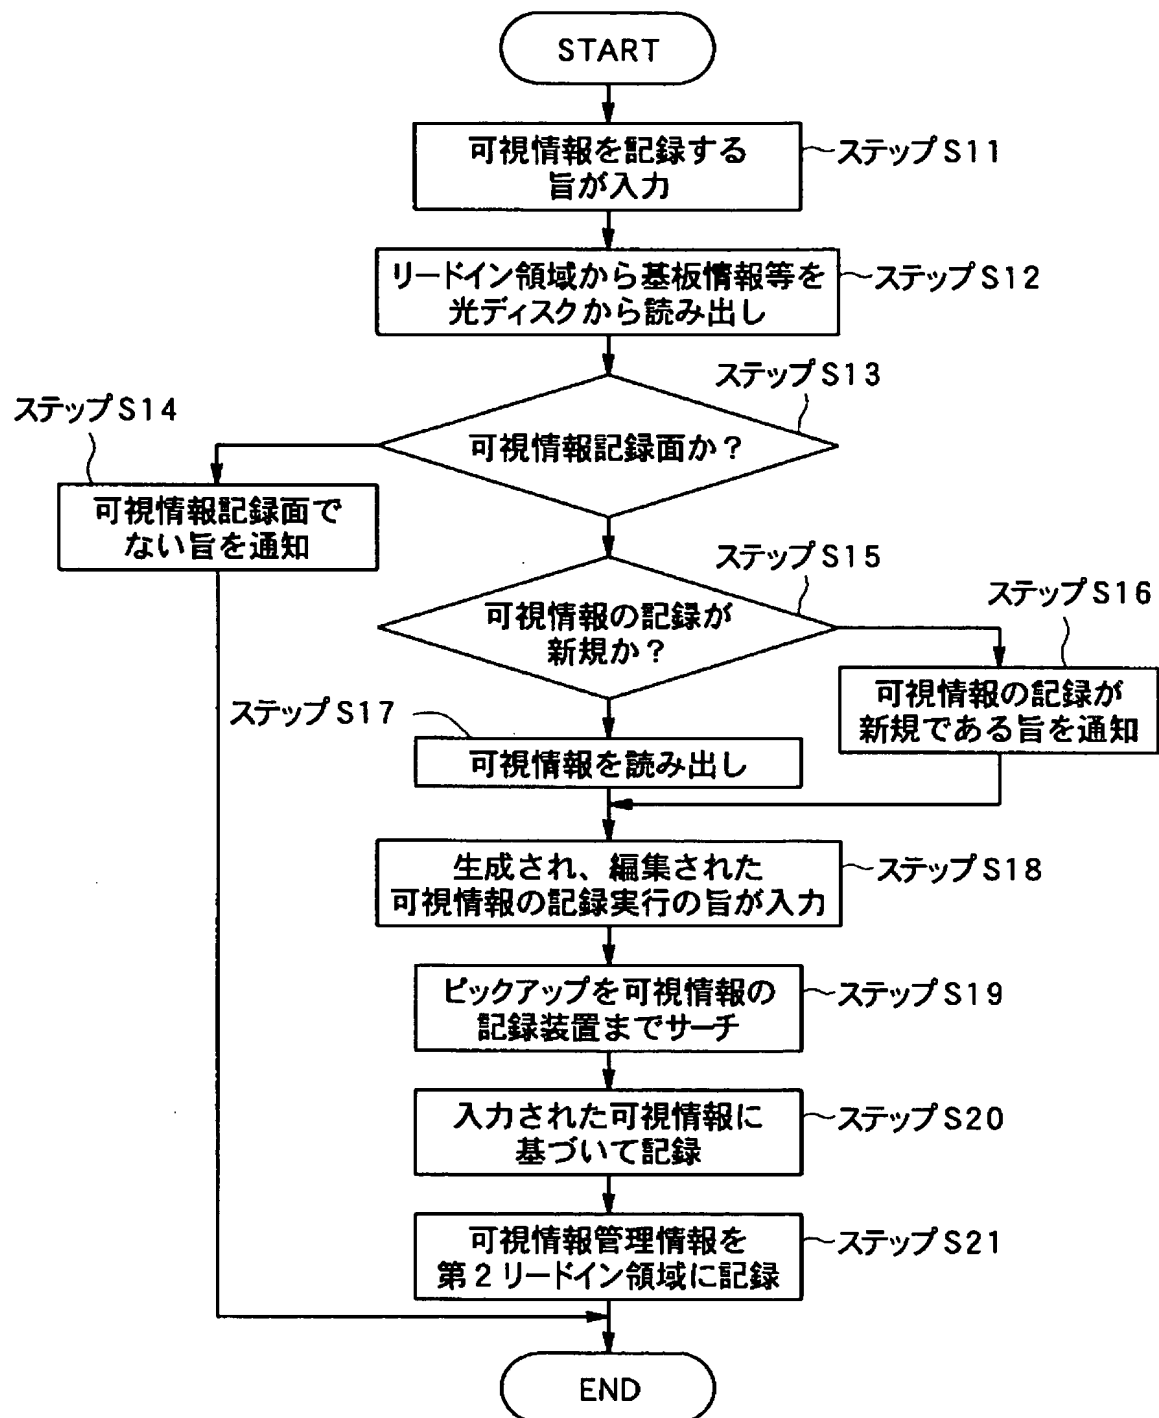 START
可視情報を記録する
旨が入力
ステップS11
リードイン領域から基板情報等を
光ディスクから読み出し
ステップS12
ステップS13
可視情報記録面か？
ステップS14
可視情報記録面で
ない旨を通知
ステップS15
可視情報の記録が
新規か？
ステップS16
可視情報の記録が
新規である旨を通知
ステップS17
可視情報を読み出し
生成され、編集された
可視情報の記録実行の旨が入力
ステップS18
ピックアップを可視情報の
記録装置までサーチ
ステップS19
入力された可視情報に
基づいて記録
ステップS20
可視情報管理情報を
第2リードイン領域に記録
ステップS21
END